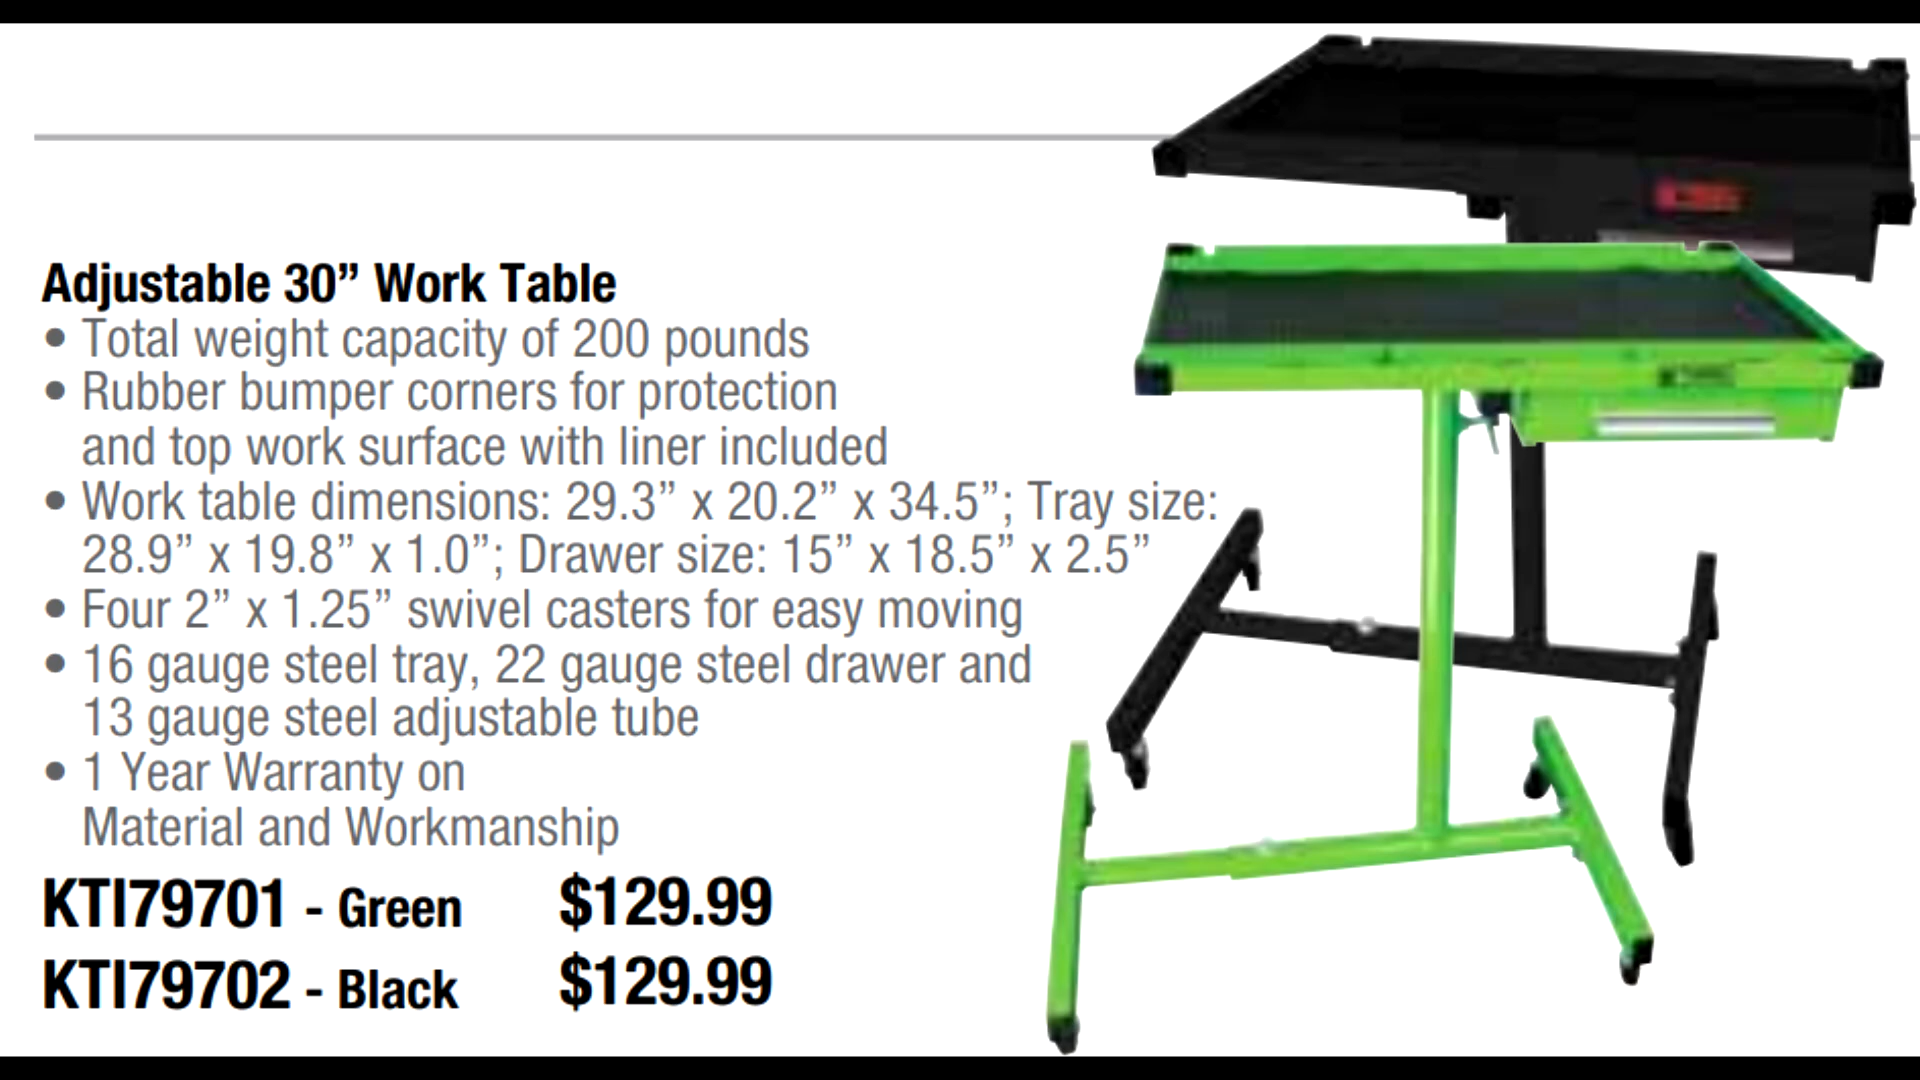 Adjustable 30” Work Table
• Total weight capacity of 200 pounds
• Rubber bumper corners for protection
and top work surface with liner included
• Work table dimensions: 29.3” x 20.2” x 34.5”; Tray size:
28.9” x 19.8” x 1.0”; Drawer size: 15” x 18.5” x 2.5”
• Four 2” x 1.25” swivel casters for easy moving
• 16 gauge steel tray, 22 gauge steel drawer and
13 gauge steel adjustable tube
• 1 Year Warranty on
Material and Workmanship
KTI79701 - Green $129.99
KTI79702 - Black $129.99